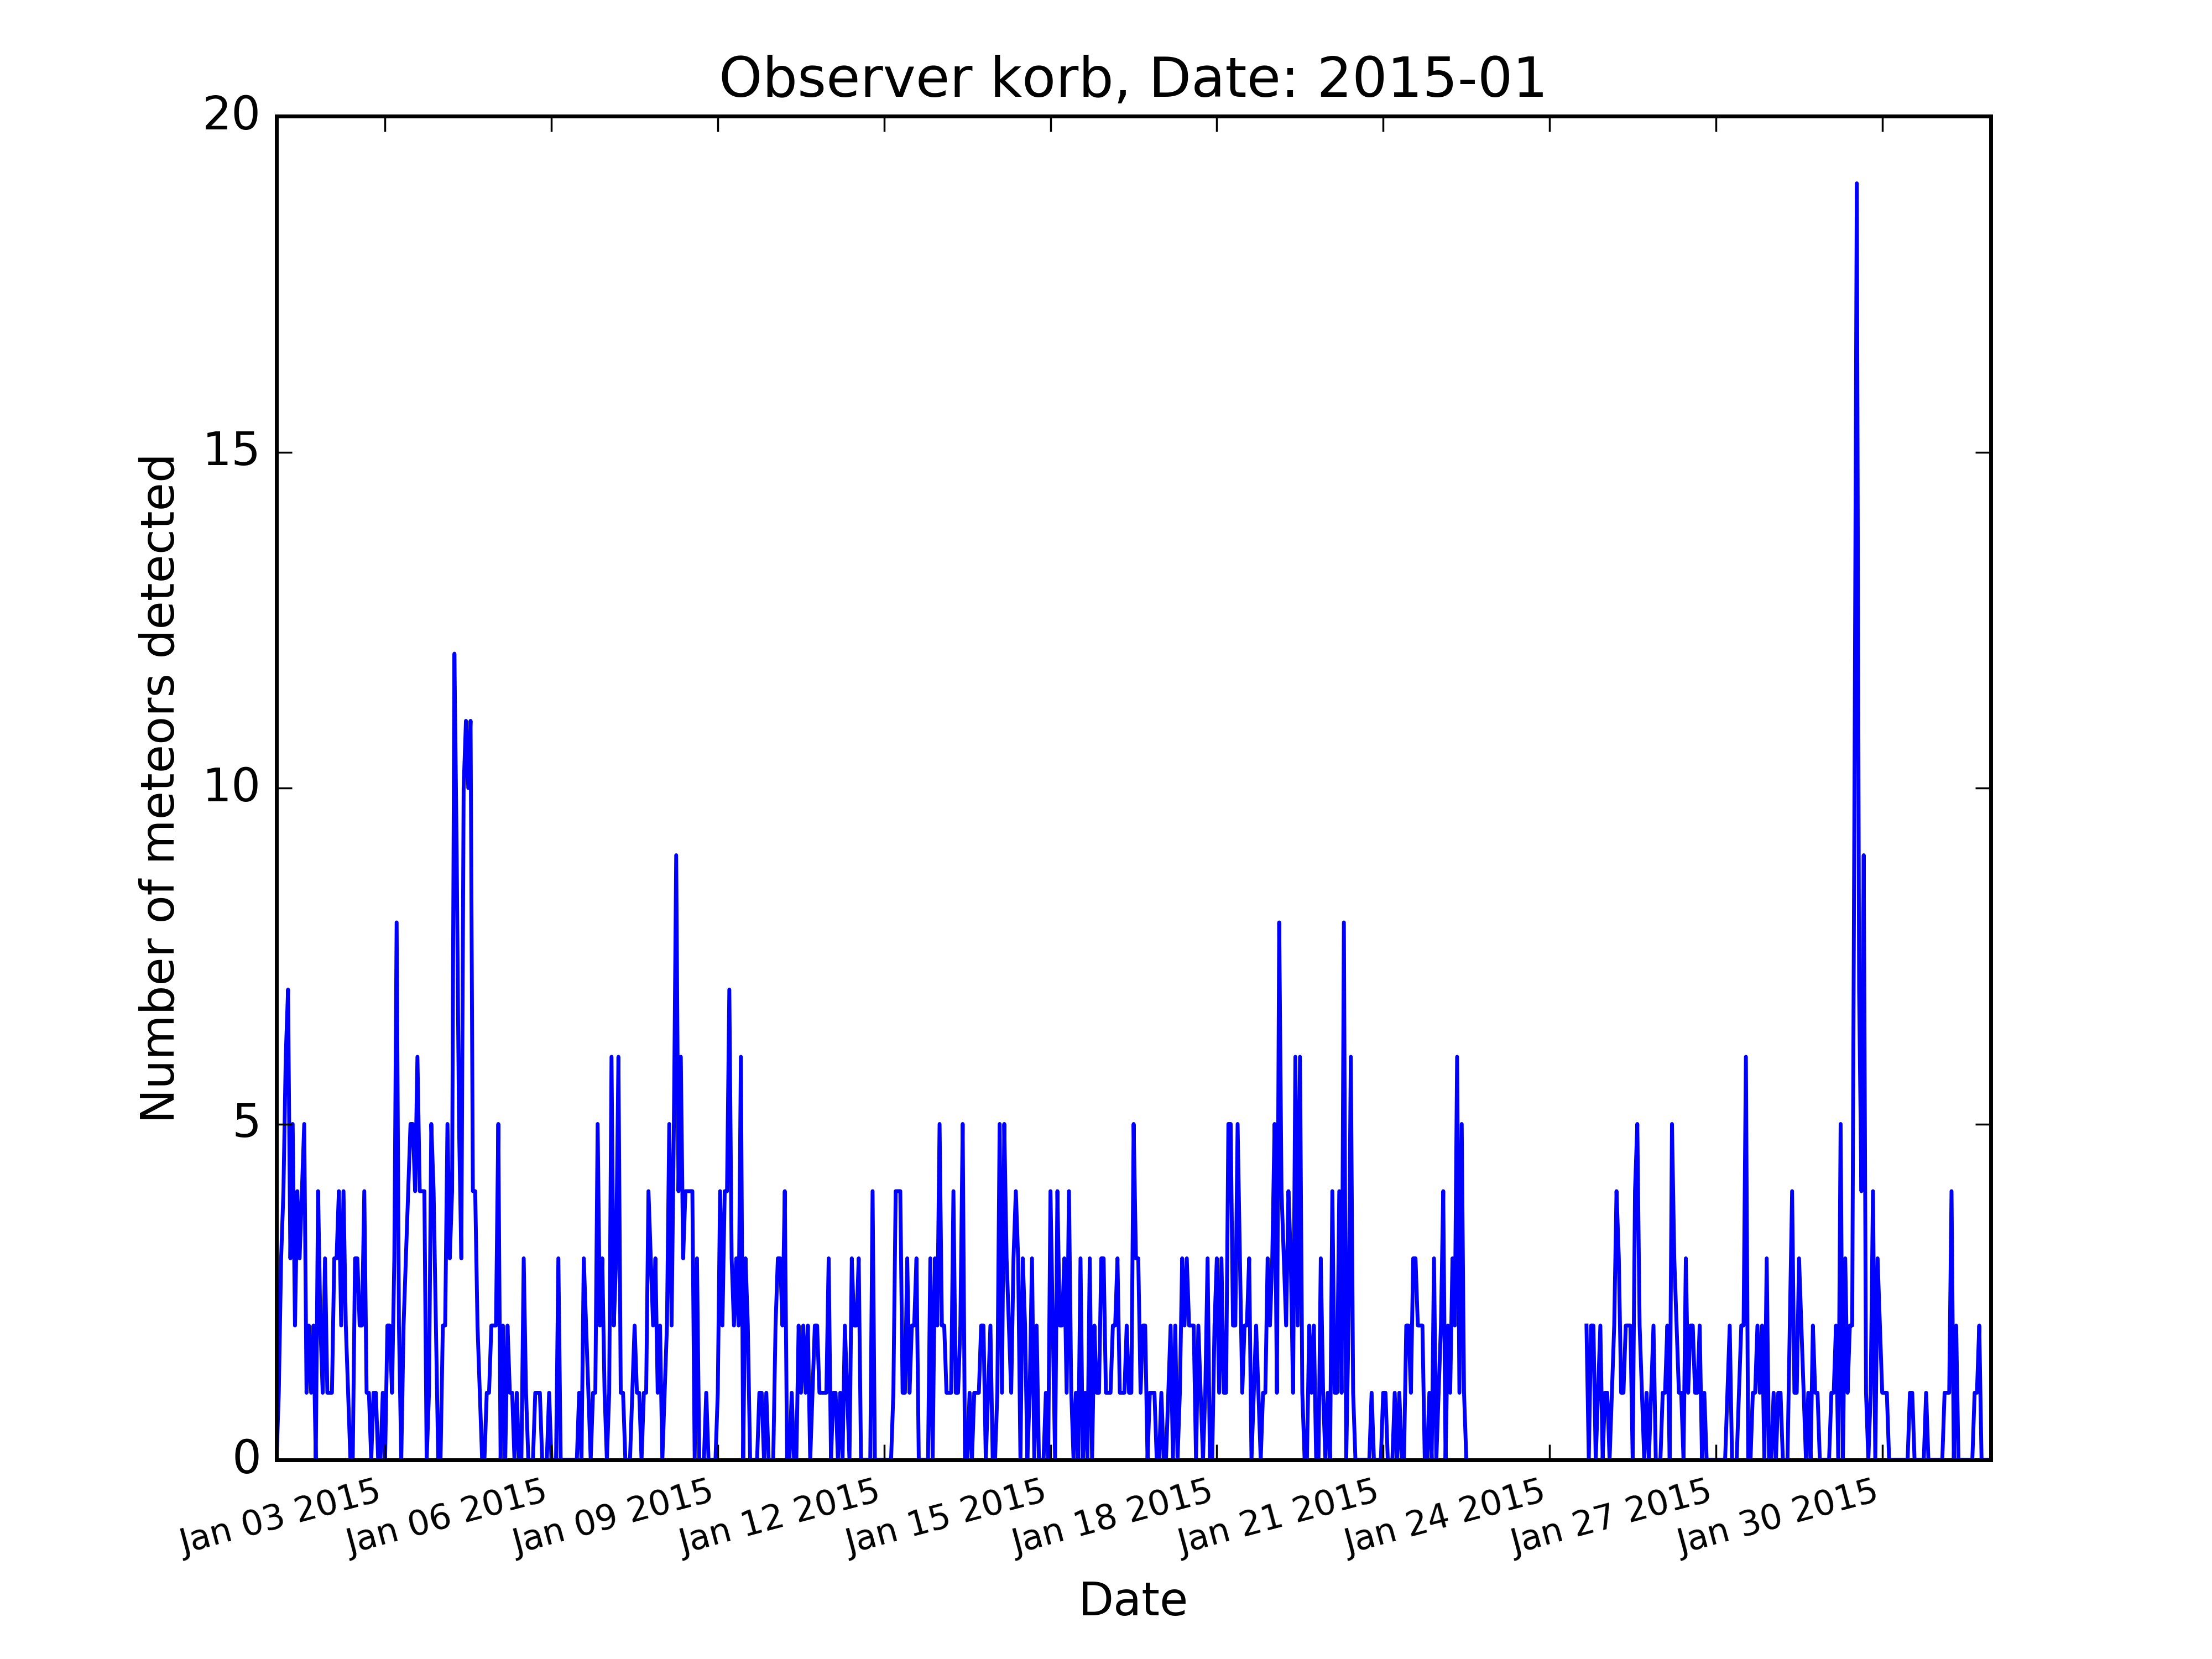 Observer korb, Date: 2015-01
20
15
10
5
0
Number of meteors detected
Jan 03 2015
Jan 06 2015
Jan 09 2015
Jan 12 2015
Jan 15 2015
Jan 18 2015
Jan 21 2015
Jan 24 2015
Jan 27 2015
Jan 30 2015
Date